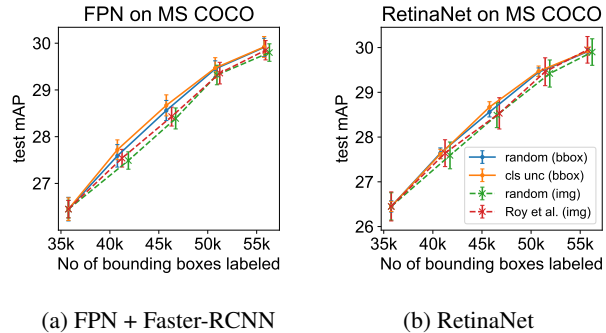 FPN on MS COCO
test mAP
30
29
28
27
35k 40k 45k 50k 55k
No of bounding boxes labeled
(a) FPN + Faster-RCNN
RetinaNet on MS COCO
test mAP
30
29
28
27
26
random (bbox)
cls unc (bbox)
random (img)
Roy et al. (img)
35k 40k 45k 50k 55k
No of bounding boxes labeled
(b) RetinaNet